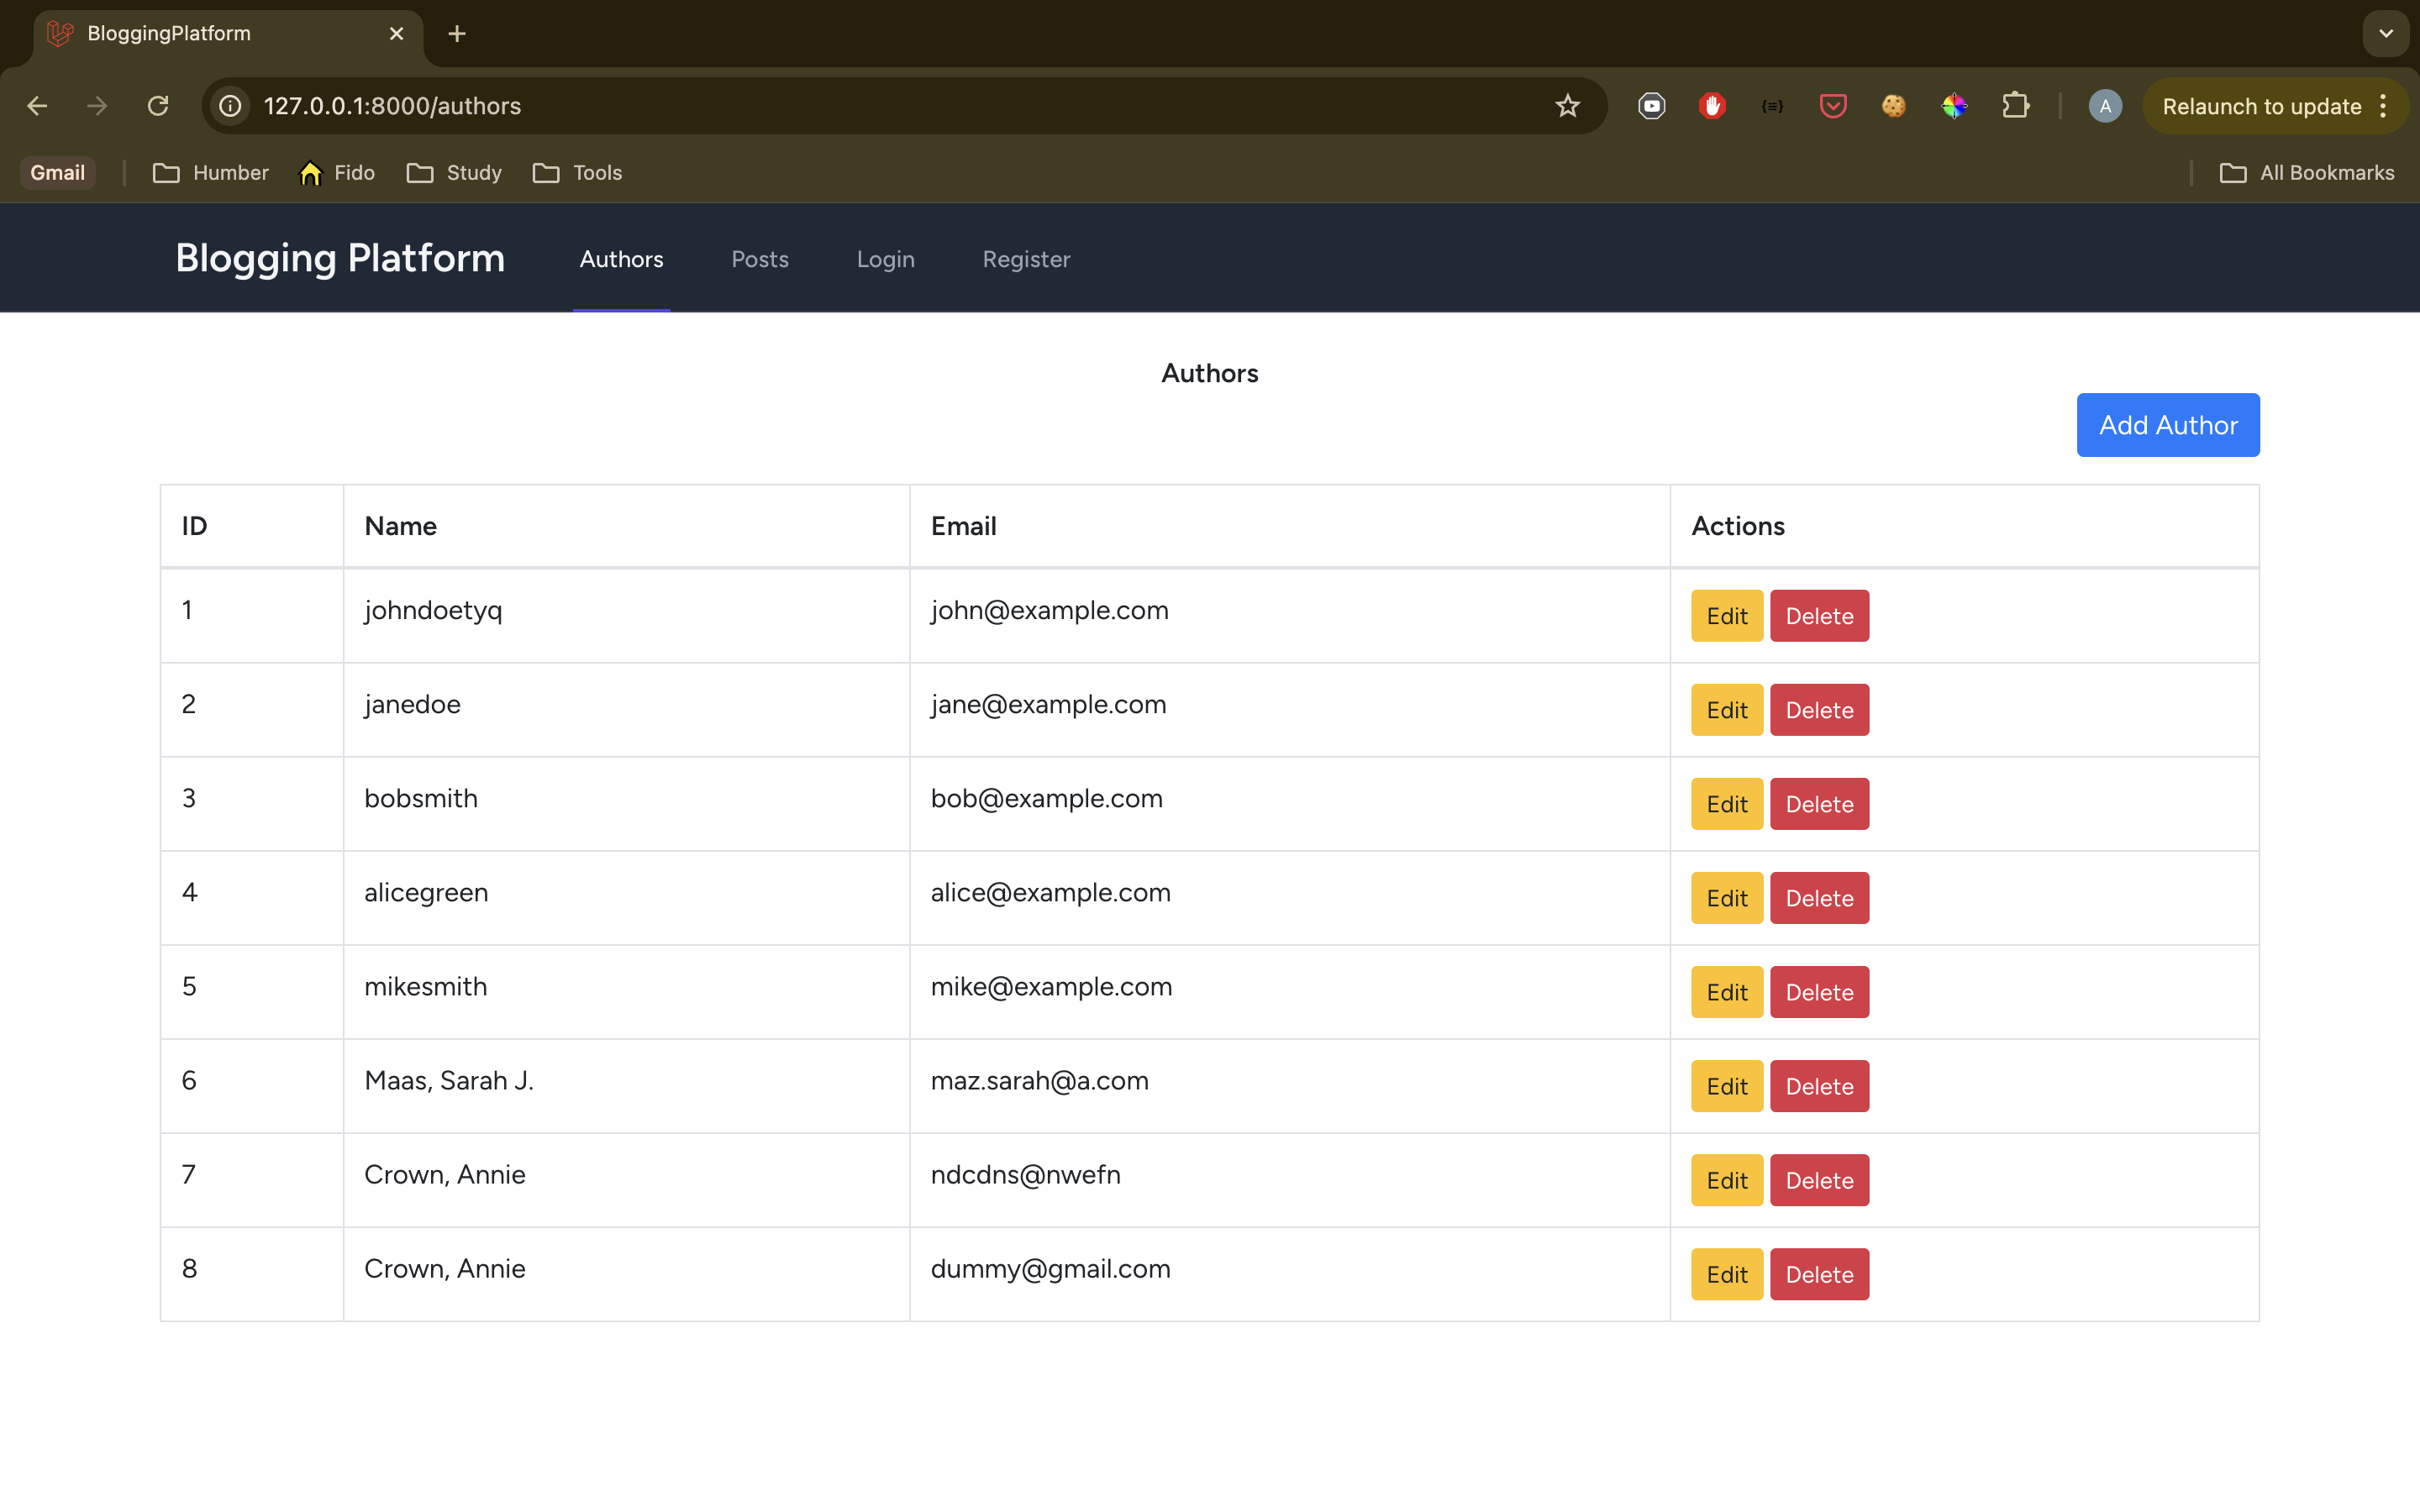 BloggingPlatform
127.0.0.1:8000/authors
A
Relaunch to update
Gmail
Humber
Fido
Study
Tools
All Bookmarks
Blogging Platform
Authors
Posts
Login
Register
Authors
Add Author
ID Name Email Actions
1 johndoetyq john@example.com Edit Delete
2 janedoe jane@example.com Edit Delete
3 bobsmith bob@example.com Edit Delete
4 alicegreen alice@example.com Edit Delete
5 mikesmith mike@example.com Edit Delete
6 Maas, Sarah J. maz.sarah@a.com Edit Delete
7 Crown, Annie ndcdns@nwefn Edit Delete
8 Crown, Annie dummy@gmail.com Edit Delete